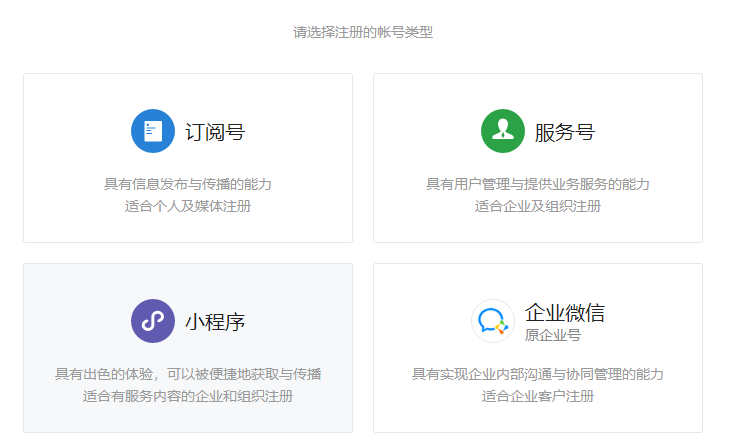 请选择注册的帐号类型
订阅号
具有信息发布与传播的能力
适合个人及媒体注册
服务号
具有用户管理与提供业务服务的能力
适合企业及组织注册
小程序
具有出色的体验，可以被便捷地获取与传播
适合有服务内容的企业和组织注册
企业微信
原企业号
具有实现企业内部沟通与协同管理的能力
适合企业客户注册